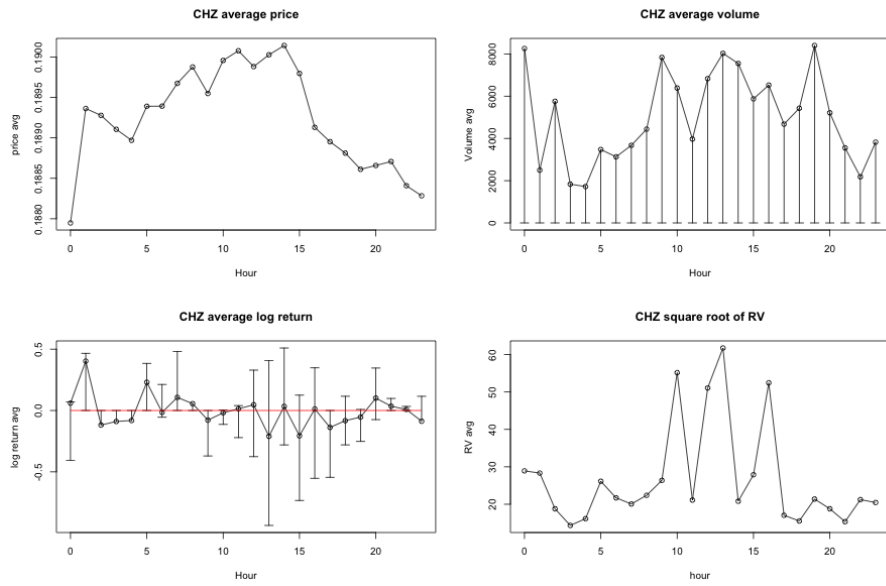 CHZ average price
price avg
0.1880 0.1885 0.1890 0.1895 0.1900
0 5 10 15 20
Hour
CHZ average volume
Volume avg
0 2000 4000 6000 8000
0 5 10 15 20
Hour
CHZ average log return
log return avg
-0.5 0.0 0.5
0 5 10 15 20
Hour
CHZ square root of RV
RV avg
20 30 40 50 60
0 5 10 15 20
hour